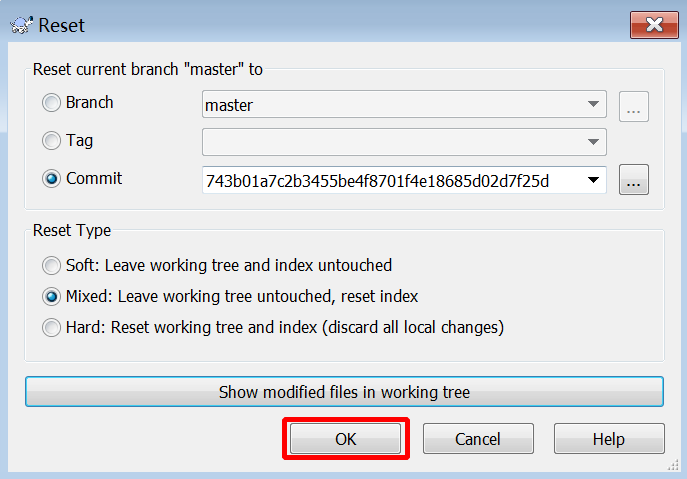 Reset
Reset current branch "master" to
Branch
master
...
Tag
Commit
743b01a7c2b3455be4f8701f4e18685d02d7f25d
...
Reset Type
Soft: Leave working tree and index untouched
Mixed: Leave working tree untouched, reset index
Hard: Reset working tree and index (discard all local changes)
Show modified files in working tree
OK
Cancel
Help